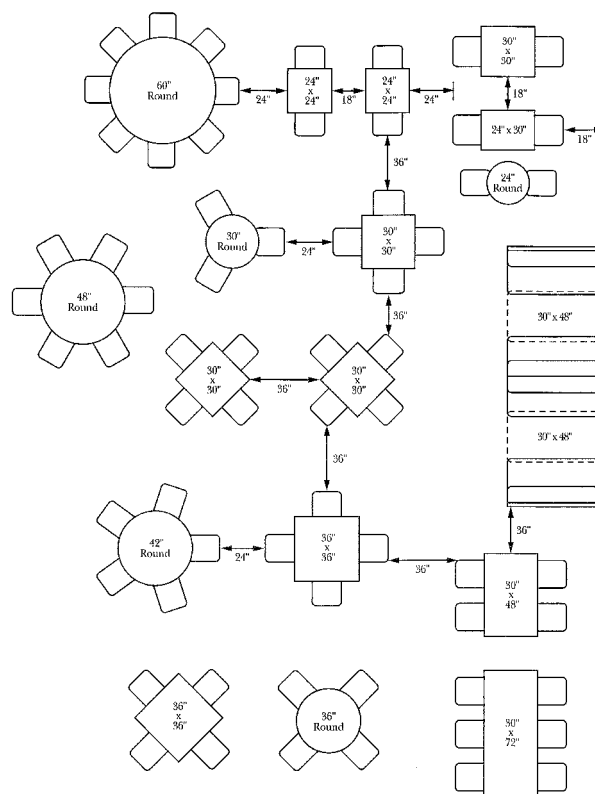 60"
Round
24"
24"
x
24"
18"
24"
x
24"
24"
30"
x
30"
18"
24" x 30"
18"
24"
Round
36"
30"
Round
24"
30"
x
30"
36"
48"
Round
30" x 48"
30"
x
30"
36"
30"
x
30"
30" x 48"
36"
42"
Round
24"
36"
x
36"
36"
36"
30"
x
48"
36"
x
36"
36"
Round
30"
x
72"